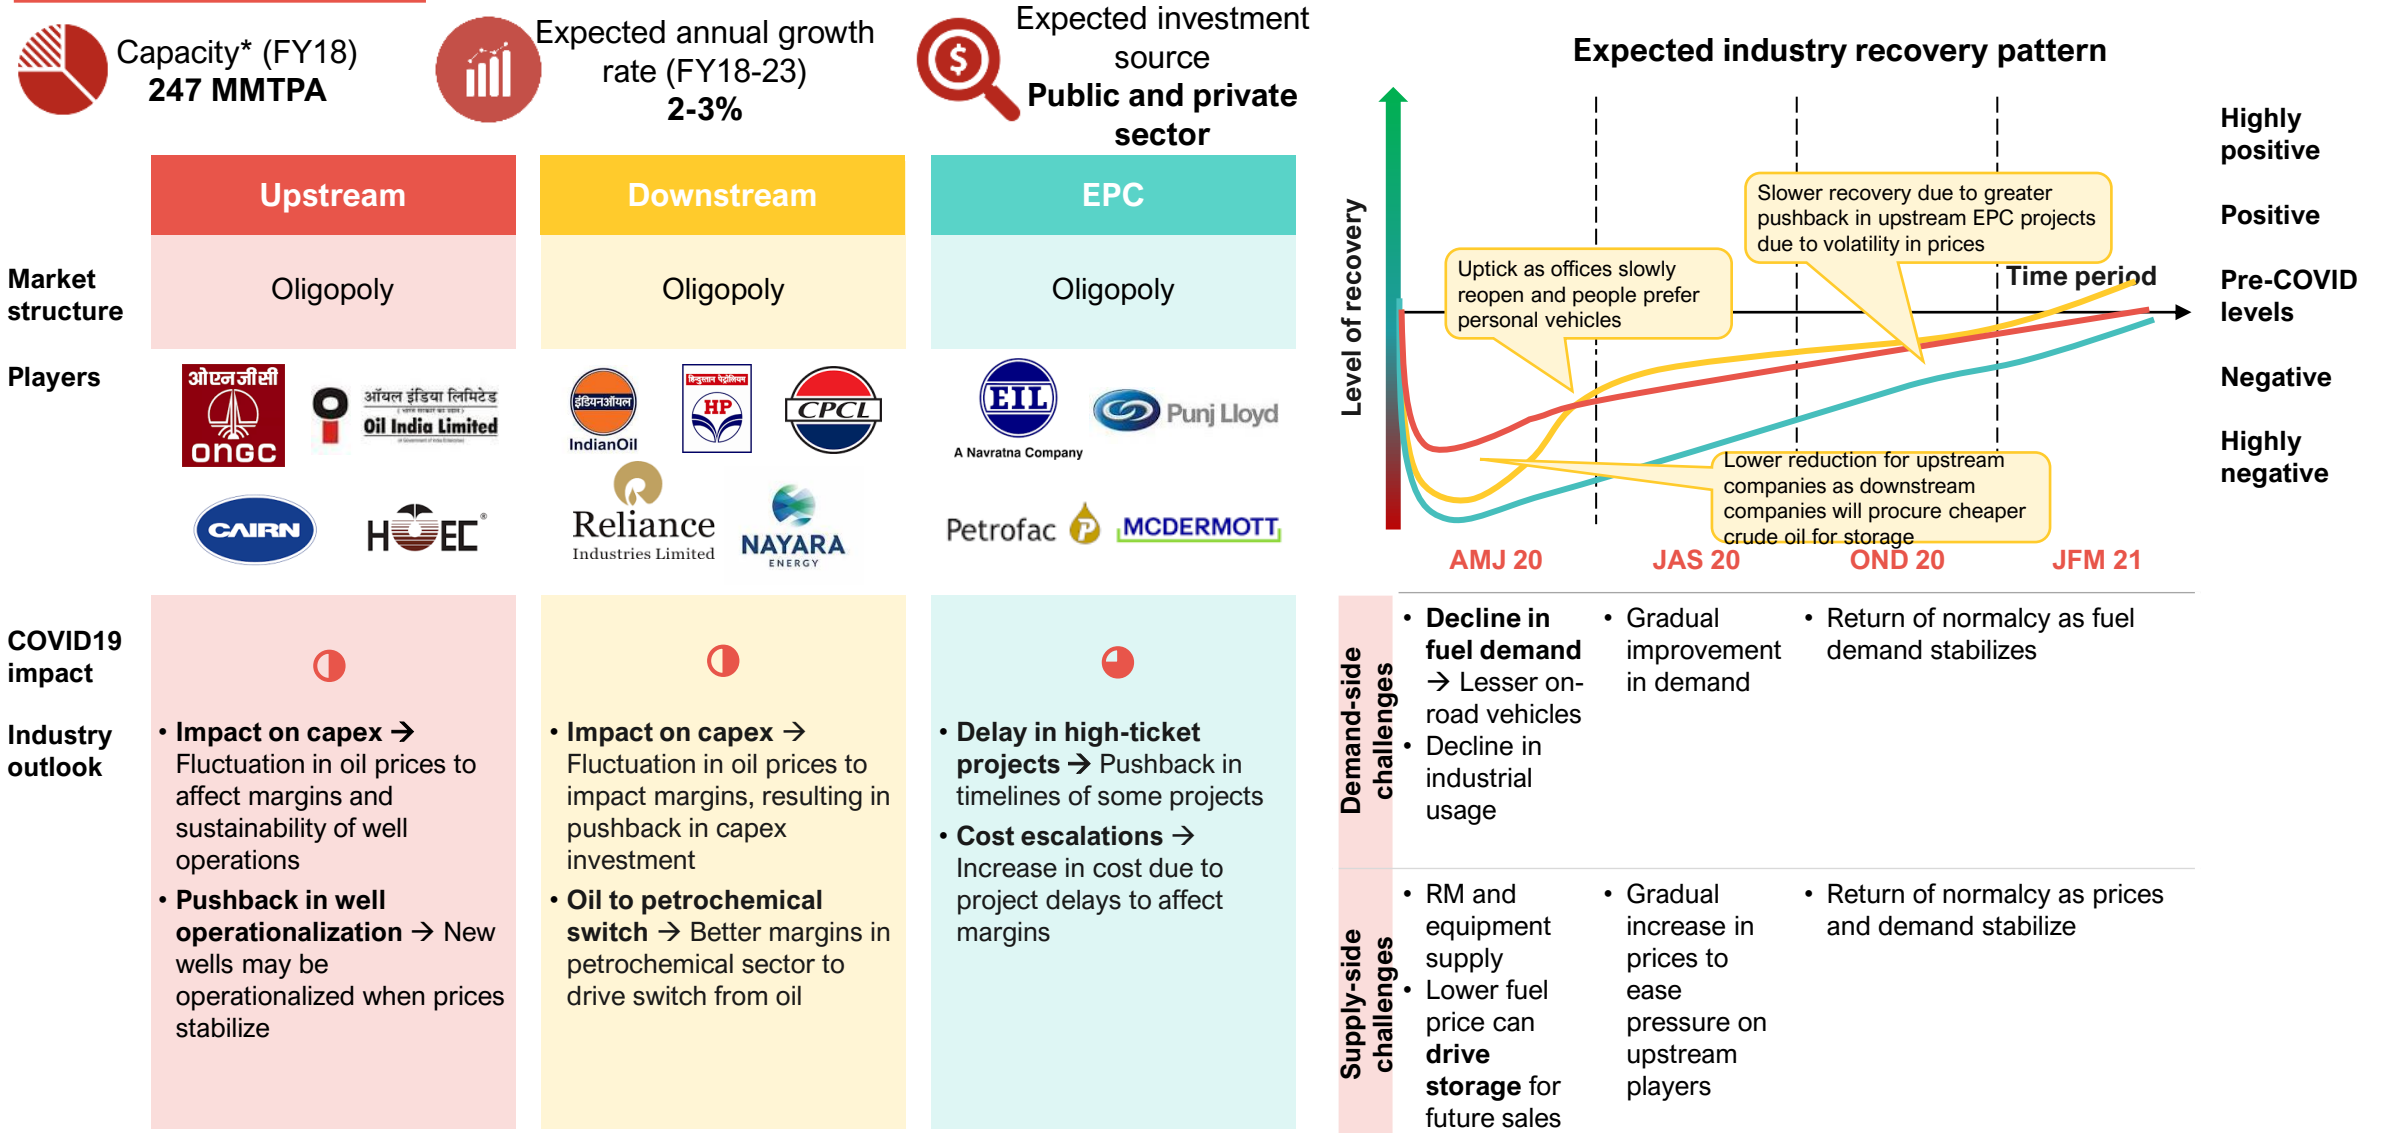 Capacity* (FY18)
247 MMTPA
Expected annual growth
rate (FY18-23)
2-3%
$
Expected investment
source
Public and private
sector
Upstream
Downstream
EPC
Market
structure
Oligopoly
Oligopoly
Oligopoly
Players
ओएनजीसी
ONGC
ऑयल इंडिया लिमिटेड
Oil India Limited
CAIRN
HOEC
इंडियनऑयल
IndianOil
हिन्दुस्तान पेट्रोलियम
HP
CPCL
Reliance
Industries Limited
NAYARA
ENERGY
EIL
A Navratna Company
Punj Lloyd
Petrofac
P
MCDERMOTT
COVID19
impact
Industry
outlook
• Impact on capex →
Fluctuation in oil prices to
affect margins and
sustainability of well
operations
• Pushback in well
operationalization → New
wells may be
operationalized when prices
stabilize
• Impact on capex →
Fluctuation in oil prices to
impact margins, resulting in
pushback in capex
investment
• Oil to petrochemical
switch → Better margins in
petrochemical sector to
drive switch from oil
• Delay in high-ticket
projects → Pushback in
timelines of some projects
• Cost escalations →
Increase in cost due to
project delays to affect
margins
Expected industry recovery pattern
Level of recovery
Highly
positive
Positive
Pre-COVID
levels
Negative
Highly
negative
Time period
Slower recovery due to greater
pushback in upstream EPC projects
due to volatility in prices
Uptick as offices slowly
reopen and people prefer
personal vehicles
Lower reduction for upstream
companies as downstream
companies will procure cheaper
crude oil for storage
AMJ 20
JAS 20
OND 20
JFM 21
Demand-side
challenges
• Decline in
fuel demand
→ Lesser on-
road vehicles
• Decline in
industrial
usage
• Gradual
improvement
in demand
• Return of normalcy as fuel
demand stabilizes
Supply-side
challenges
• RM and
equipment
supply
• Lower fuel
price can
drive
storage for
future sales
• Gradual
increase in
prices to
ease
pressure on
upstream
players
• Return of normalcy as prices
and demand stabilize